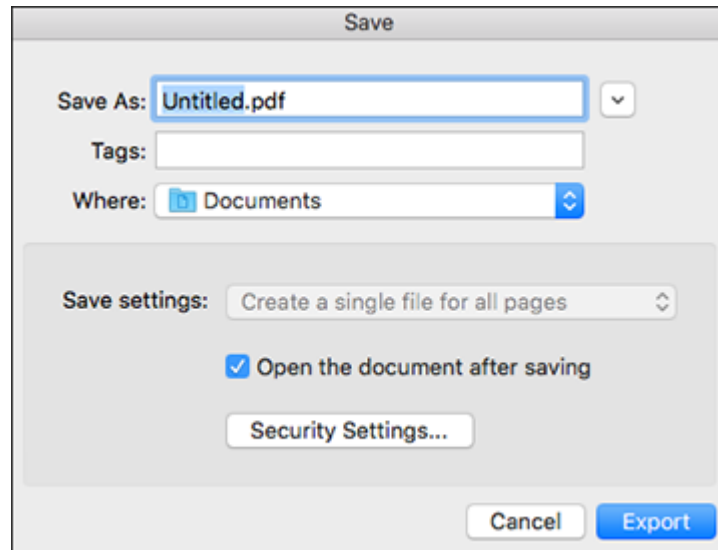 Save
Save As: Untitled.pdf
Tags:
Where: Documents
Save settings: Create a single file for all pages
Open the document after saving
Security Settings...
Cancel Export